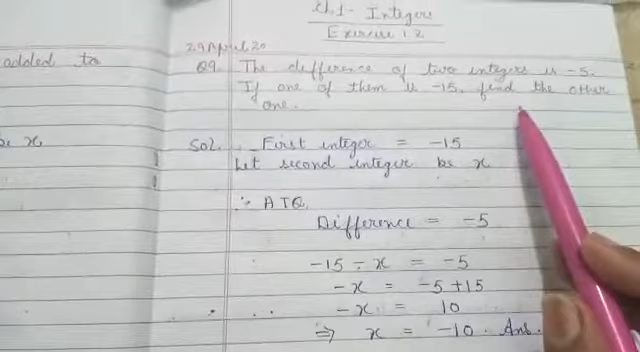 Ch.1 - Integers
Exercise 1.2
29 April 20
added to
Q9. The difference of two integers is -5.
If one of them is -15, find the other
one.
be x
Sol. First integer = -15
Let second integer be x
∴ ATQ
Difference = -5
-15 - x = -5
-x = -5 + 15
-x = 10
⇒ x = -10. Ans.